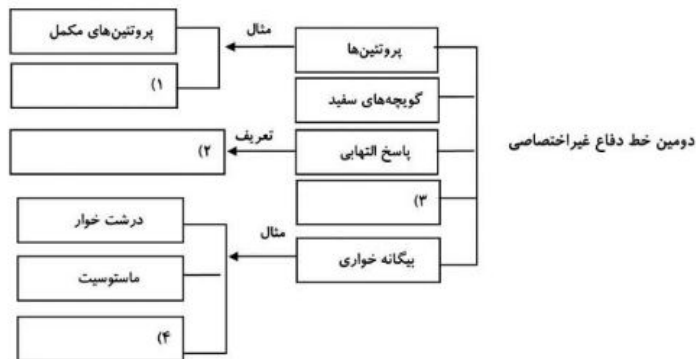 دومین خط دفاع غیراختصاصی
پروتئین‌ها
مثال
پروتئین‌های مکمل
(۱
گویچه‌های سفید
پاسخ التهابی
تعریف
(۲
(۳
بیگانه خواری
مثال
درشت خوار
ماستوسیت
(۴